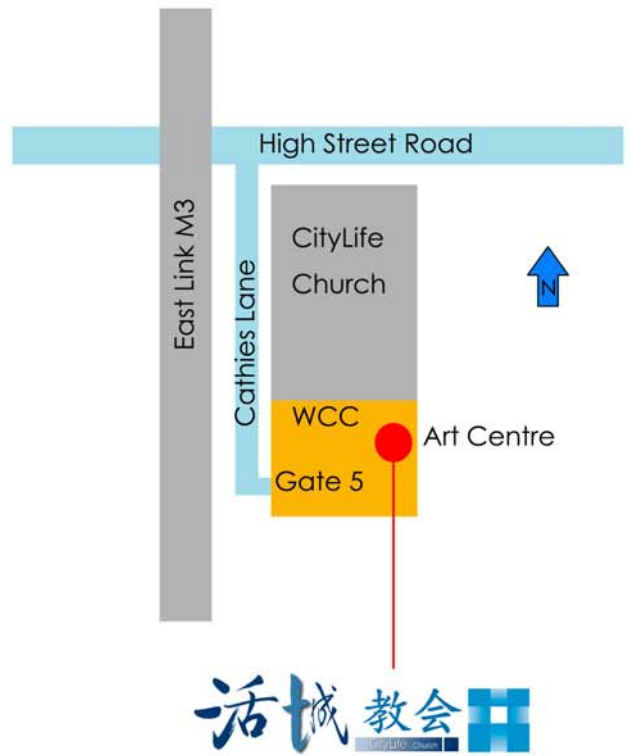 High Street Road
East Link M3
Cathies Lane
CityLife
Church
N
WCC
Art Centre
Gate 5
活城教会
CityLife Church